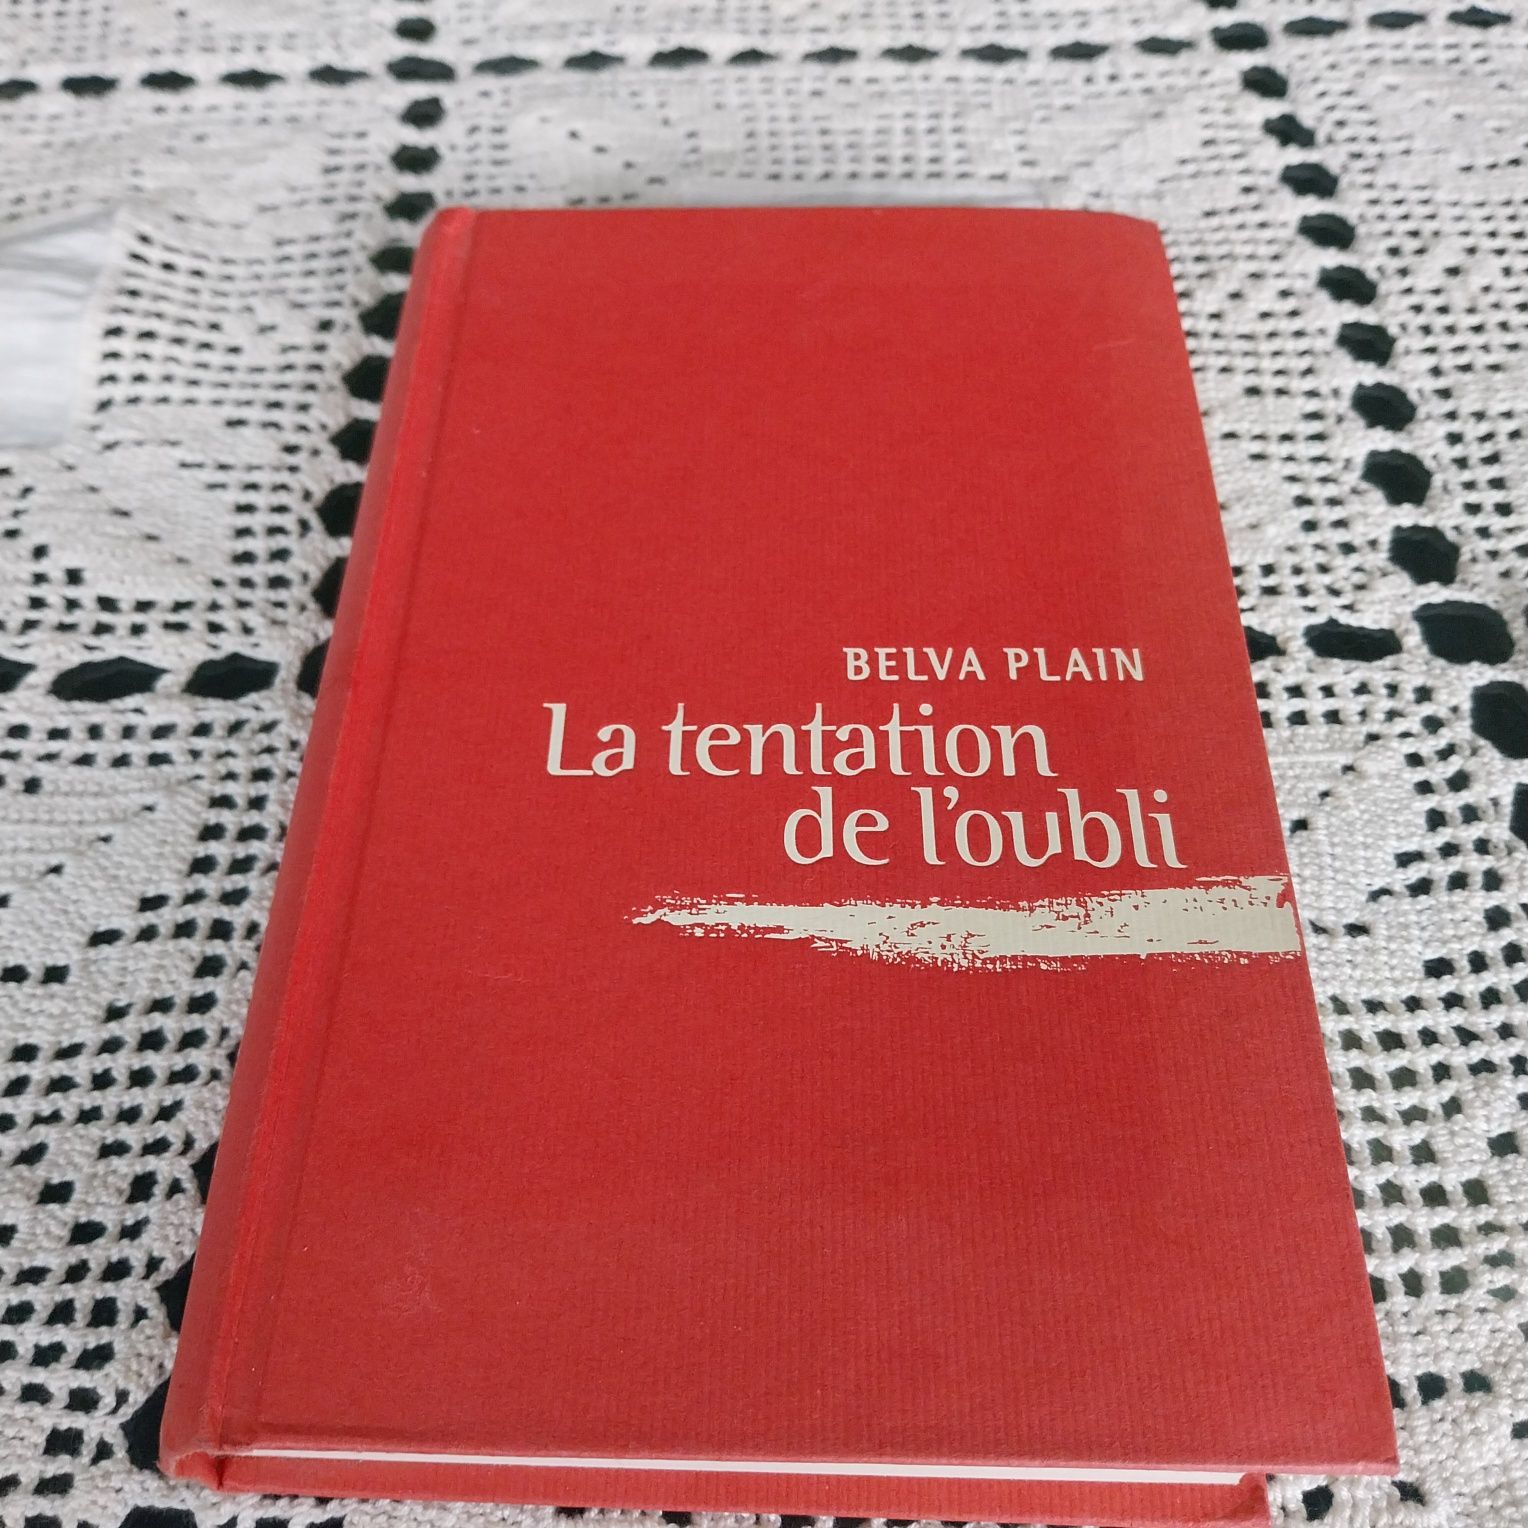 BELVA PLAIN
La tentation
de l'oubli